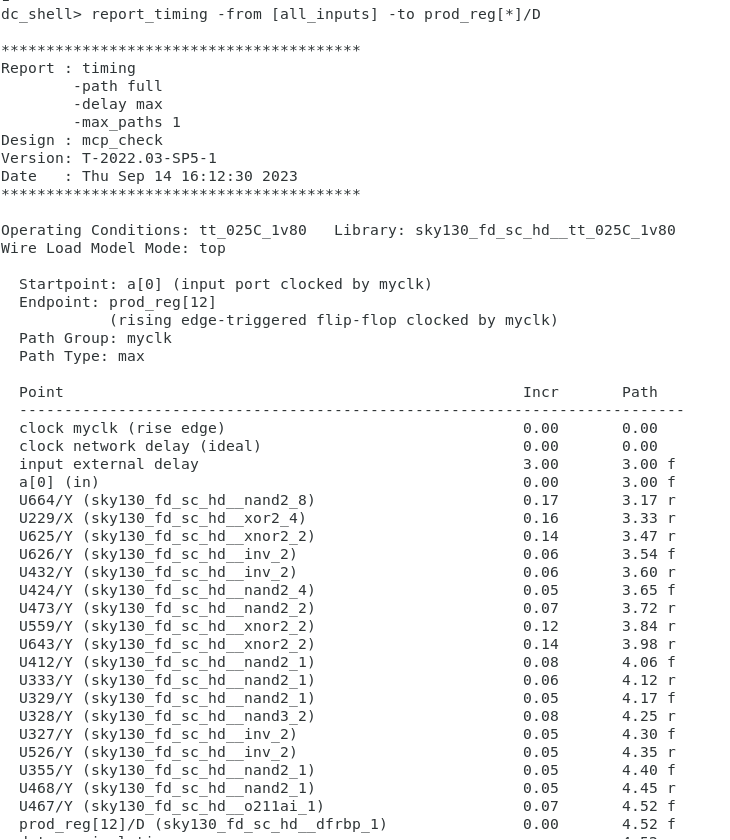 dc_shell> report_timing -from [all_inputs] -to prod_reg[*]/D
****************************************
Report : timing
-path full
-delay max
-max_paths 1
Design : mcp_check
Version: T-2022.03-SP5-1
Date   : Thu Sep 14 16:12:30 2023
****************************************
Operating Conditions: tt_025C_1v80   Library: sky130_fd_sc_hd__tt_025C_1v80
Wire Load Model Mode: top
Startpoint: a[0] (input port clocked by myclk)
Endpoint: prod_reg[12]
(rising edge-triggered flip-flop clocked by myclk)
Path Group: myclk
Path Type: max
Point Incr Path
--------------------------------------------------------------------------
clock myclk (rise edge) 0.00 0.00
clock network delay (ideal) 0.00 0.00
input external delay 3.00 3.00 f
a[0] (in) 0.00 3.00 f
U664/Y (sky130_fd_sc_hd__nand2_8) 0.17 3.17 r
U229/X (sky130_fd_sc_hd__xor2_4) 0.16 3.33 r
U625/Y (sky130_fd_sc_hd__xnor2_2) 0.14 3.47 r
U626/Y (sky130_fd_sc_hd__inv_2) 0.06 3.54 f
U432/Y (sky130_fd_sc_hd__inv_2) 0.06 3.60 r
U424/Y (sky130_fd_sc_hd__nand2_4) 0.05 3.65 f
U473/Y (sky130_fd_sc_hd__nand2_2) 0.07 3.72 r
U559/Y (sky130_fd_sc_hd__xnor2_2) 0.12 3.84 r
U643/Y (sky130_fd_sc_hd__xnor2_2) 0.14 3.98 r
U412/Y (sky130_fd_sc_hd__nand2_1) 0.08 4.06 f
U333/Y (sky130_fd_sc_hd__nand2_1) 0.06 4.12 r
U329/Y (sky130_fd_sc_hd__nand2_1) 0.05 4.17 f
U328/Y (sky130_fd_sc_hd__nand3_2) 0.08 4.25 r
U327/Y (sky130_fd_sc_hd__inv_2) 0.05 4.30 f
U526/Y (sky130_fd_sc_hd__inv_2) 0.05 4.35 r
U355/Y (sky130_fd_sc_hd__nand2_1) 0.05 4.40 f
U468/Y (sky130_fd_sc_hd__nand2_1) 0.05 4.45 r
U467/Y (sky130_fd_sc_hd__o211ai_1) 0.07 4.52 f
prod_reg[12]/D (sky130_fd_sc_hd__dfrbp_1) 0.00 4.52 f